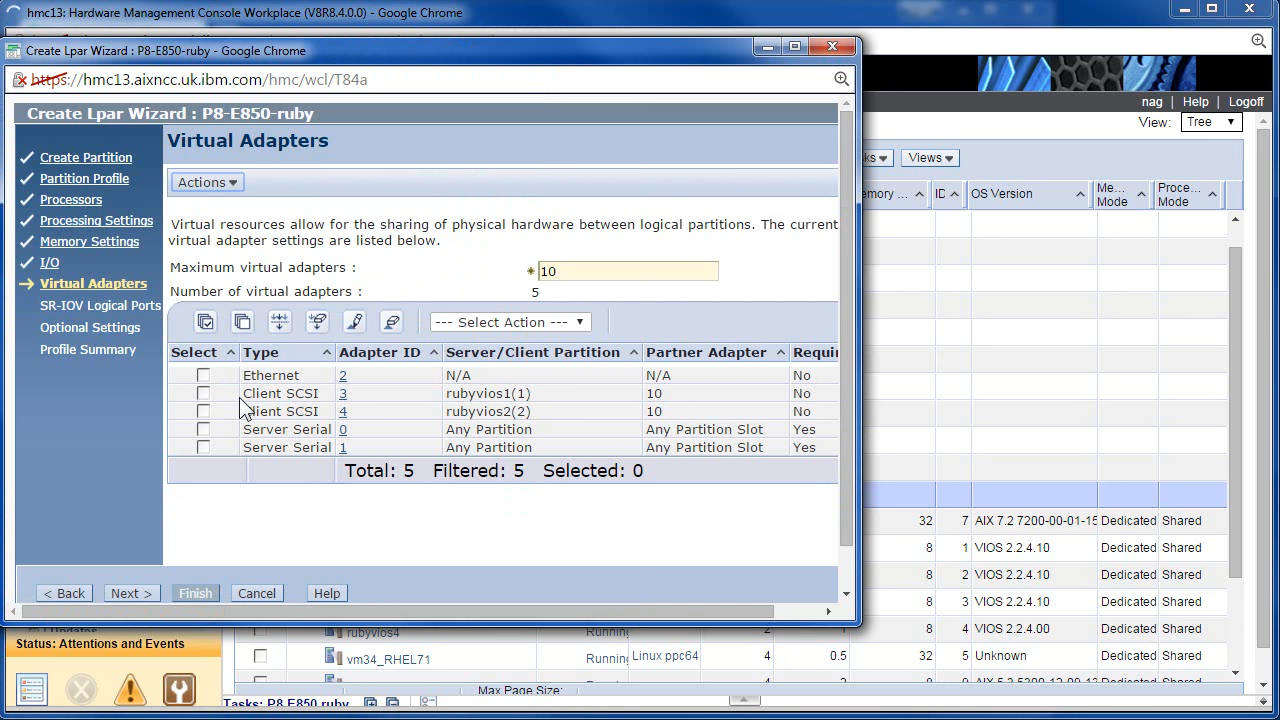 hmc13: Hardware Management Console Workplace (V8R8.4.0.0) - Google Chrome
Create Lpar Wizard : P8-E850-ruby - Google Chrome
https://hmc13.aixncc.uk.ibm.com/hmc/wcl/T84a
nag | Help | Logoff
View: Tree
Views
Create Lpar Wizard : P8-E850-ruby
Create Partition
Partition Profile
Processors
Processing Settings
Memory Settings
I/O
Virtual Adapters
SR-IOV Logical Ports
Optional Settings
Profile Summary
Virtual Adapters
Actions
Virtual resources allow for the sharing of physical hardware between logical partitions. The current
virtual adapter settings are listed below.
Maximum virtual adapters : * 10
Number of virtual adapters : 5
--- Select Action ---
Select Type Adapter ID Server/Client Partition Partner Adapter Requir
Ethernet 2 N/A N/A No
Client SCSI 3 rubyvios1(1) 10 No
Client SCSI 4 rubyvios2(2) 10 No
Server Serial 0 Any Partition Any Partition Slot Yes
Server Serial 1 Any Partition Any Partition Slot Yes
Total: 5 Filtered: 5 Selected: 0
< Back Next > Finish Cancel Help
emory ... ID OS Version Me... Mode Proce... Mode
32 7 AIX 7.2 7200-00-01-15 Dedicated Shared
8 1 VIOS 2.2.4.10 Dedicated Shared
8 2 VIOS 2.2.4.10 Dedicated Shared
8 3 VIOS 2.2.4.10 Dedicated Shared
8 4 VIOS 2.2.4.00 Dedicated Shared
32 5 Unknown Dedicated Shared
rubyvios4 Running
vm34_RHEL71 Running Linux ppc64 4 0.5
Max Page Size:
Tasks: P8 E850 ruby
Status: Attentions and Events